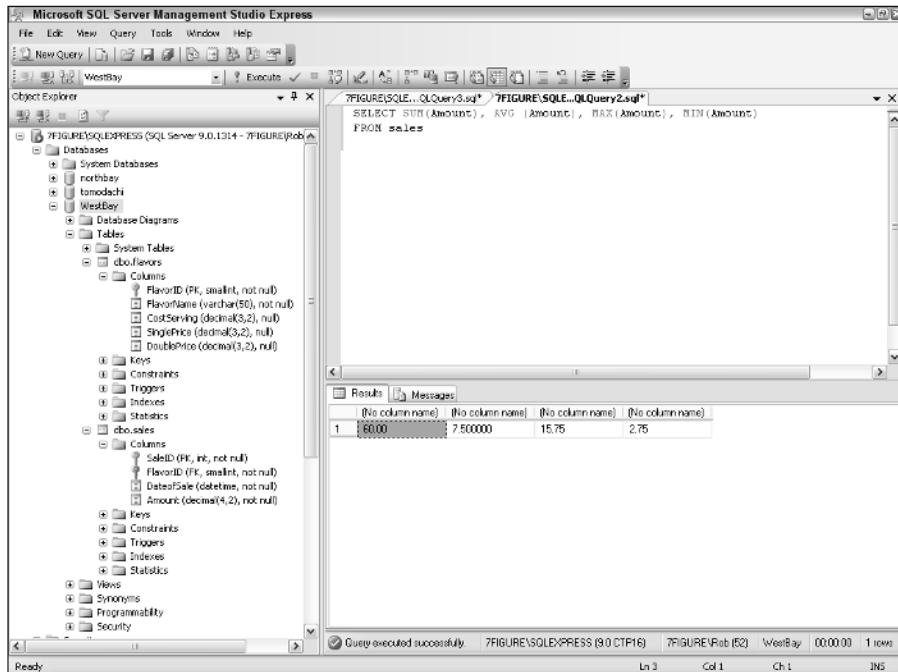 Microsoft SQL Server Management Studio Express
File Edit View Query Tools Window Help
New Query
WestBay
Execute
Object Explorer
7FIGURE\SQLEXPRESS (SQL Server 9.0.1314 - 7FIGURE\Rob
Databases
System Databases
northbay
tomodachi
WestBay
Database Diagrams
Tables
System Tables
dbo.flavors
Columns
FlavorID (PK, smallint, not null)
FlavorName (varchar(50), not null)
CostServing (decimal(3,2), null)
SinglePrice (decimal(3,2), null)
DoublePrice (decimal(3,2), null)
Keys
Constraints
Triggers
Indexes
Statistics
dbo.sales
Columns
SaleID (PK, int, not null)
FlavorID (FK, smallint, not null)
DateofSale (datetime, not null)
Amount (decimal(4,2), not null)
Keys
Constraints
Triggers
Indexes
Statistics
Views
Synonyms
Programmability
Security
7FIGURE\SQLE...QLQuery3.sql* 7FIGURE\SQLE...QLQuery2.sql*
SELECT SUM(Amount), AVG (Amount), MAX(Amount), MIN(Amount)
FROM sales
Results Messages
(No column name) (No column name) (No column name) (No column name)
1 60.00 7.500000 15.75 2.75
Query executed successfully. 7FIGURE\SQLEXPRESS (9.0 CTP16) 7FIGURE\Rob (52) WestBay 00:00:00 1 rows
Ready Ln 3 Col 1 Ch 1 INS